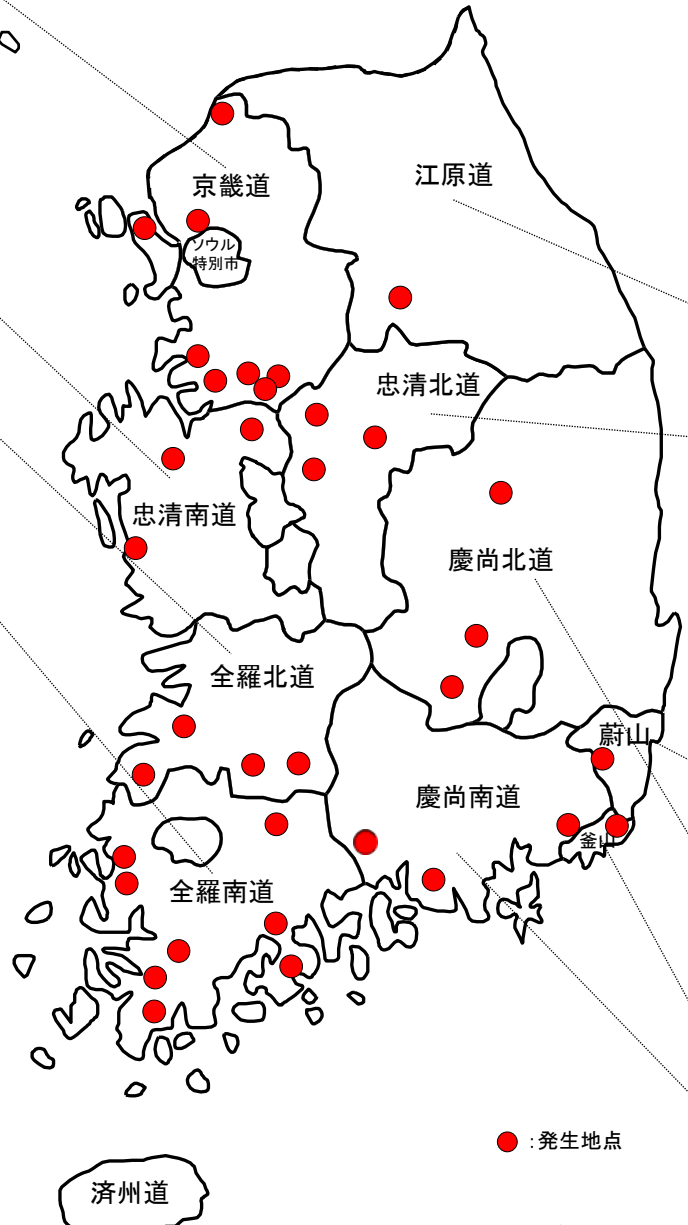 江原道
京畿道
ソウル
特別市
忠清北道
忠清南道
慶尚北道
全羅北道
蔚山
慶尚南道
釜山
全羅南道
：発生地点
済州道